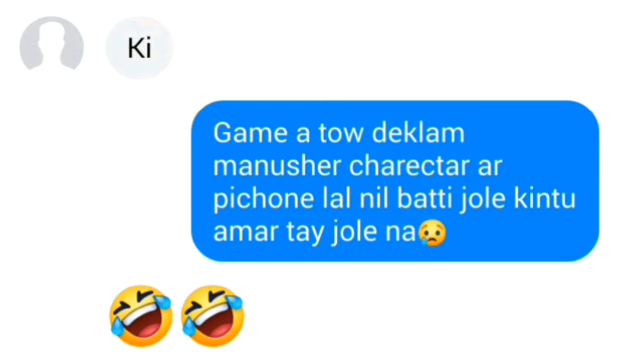 Ki
Game a tow deklam
manusher charectar ar
pichone lal nil batti jole kintu
amar tay jole na😥
🤣🤣